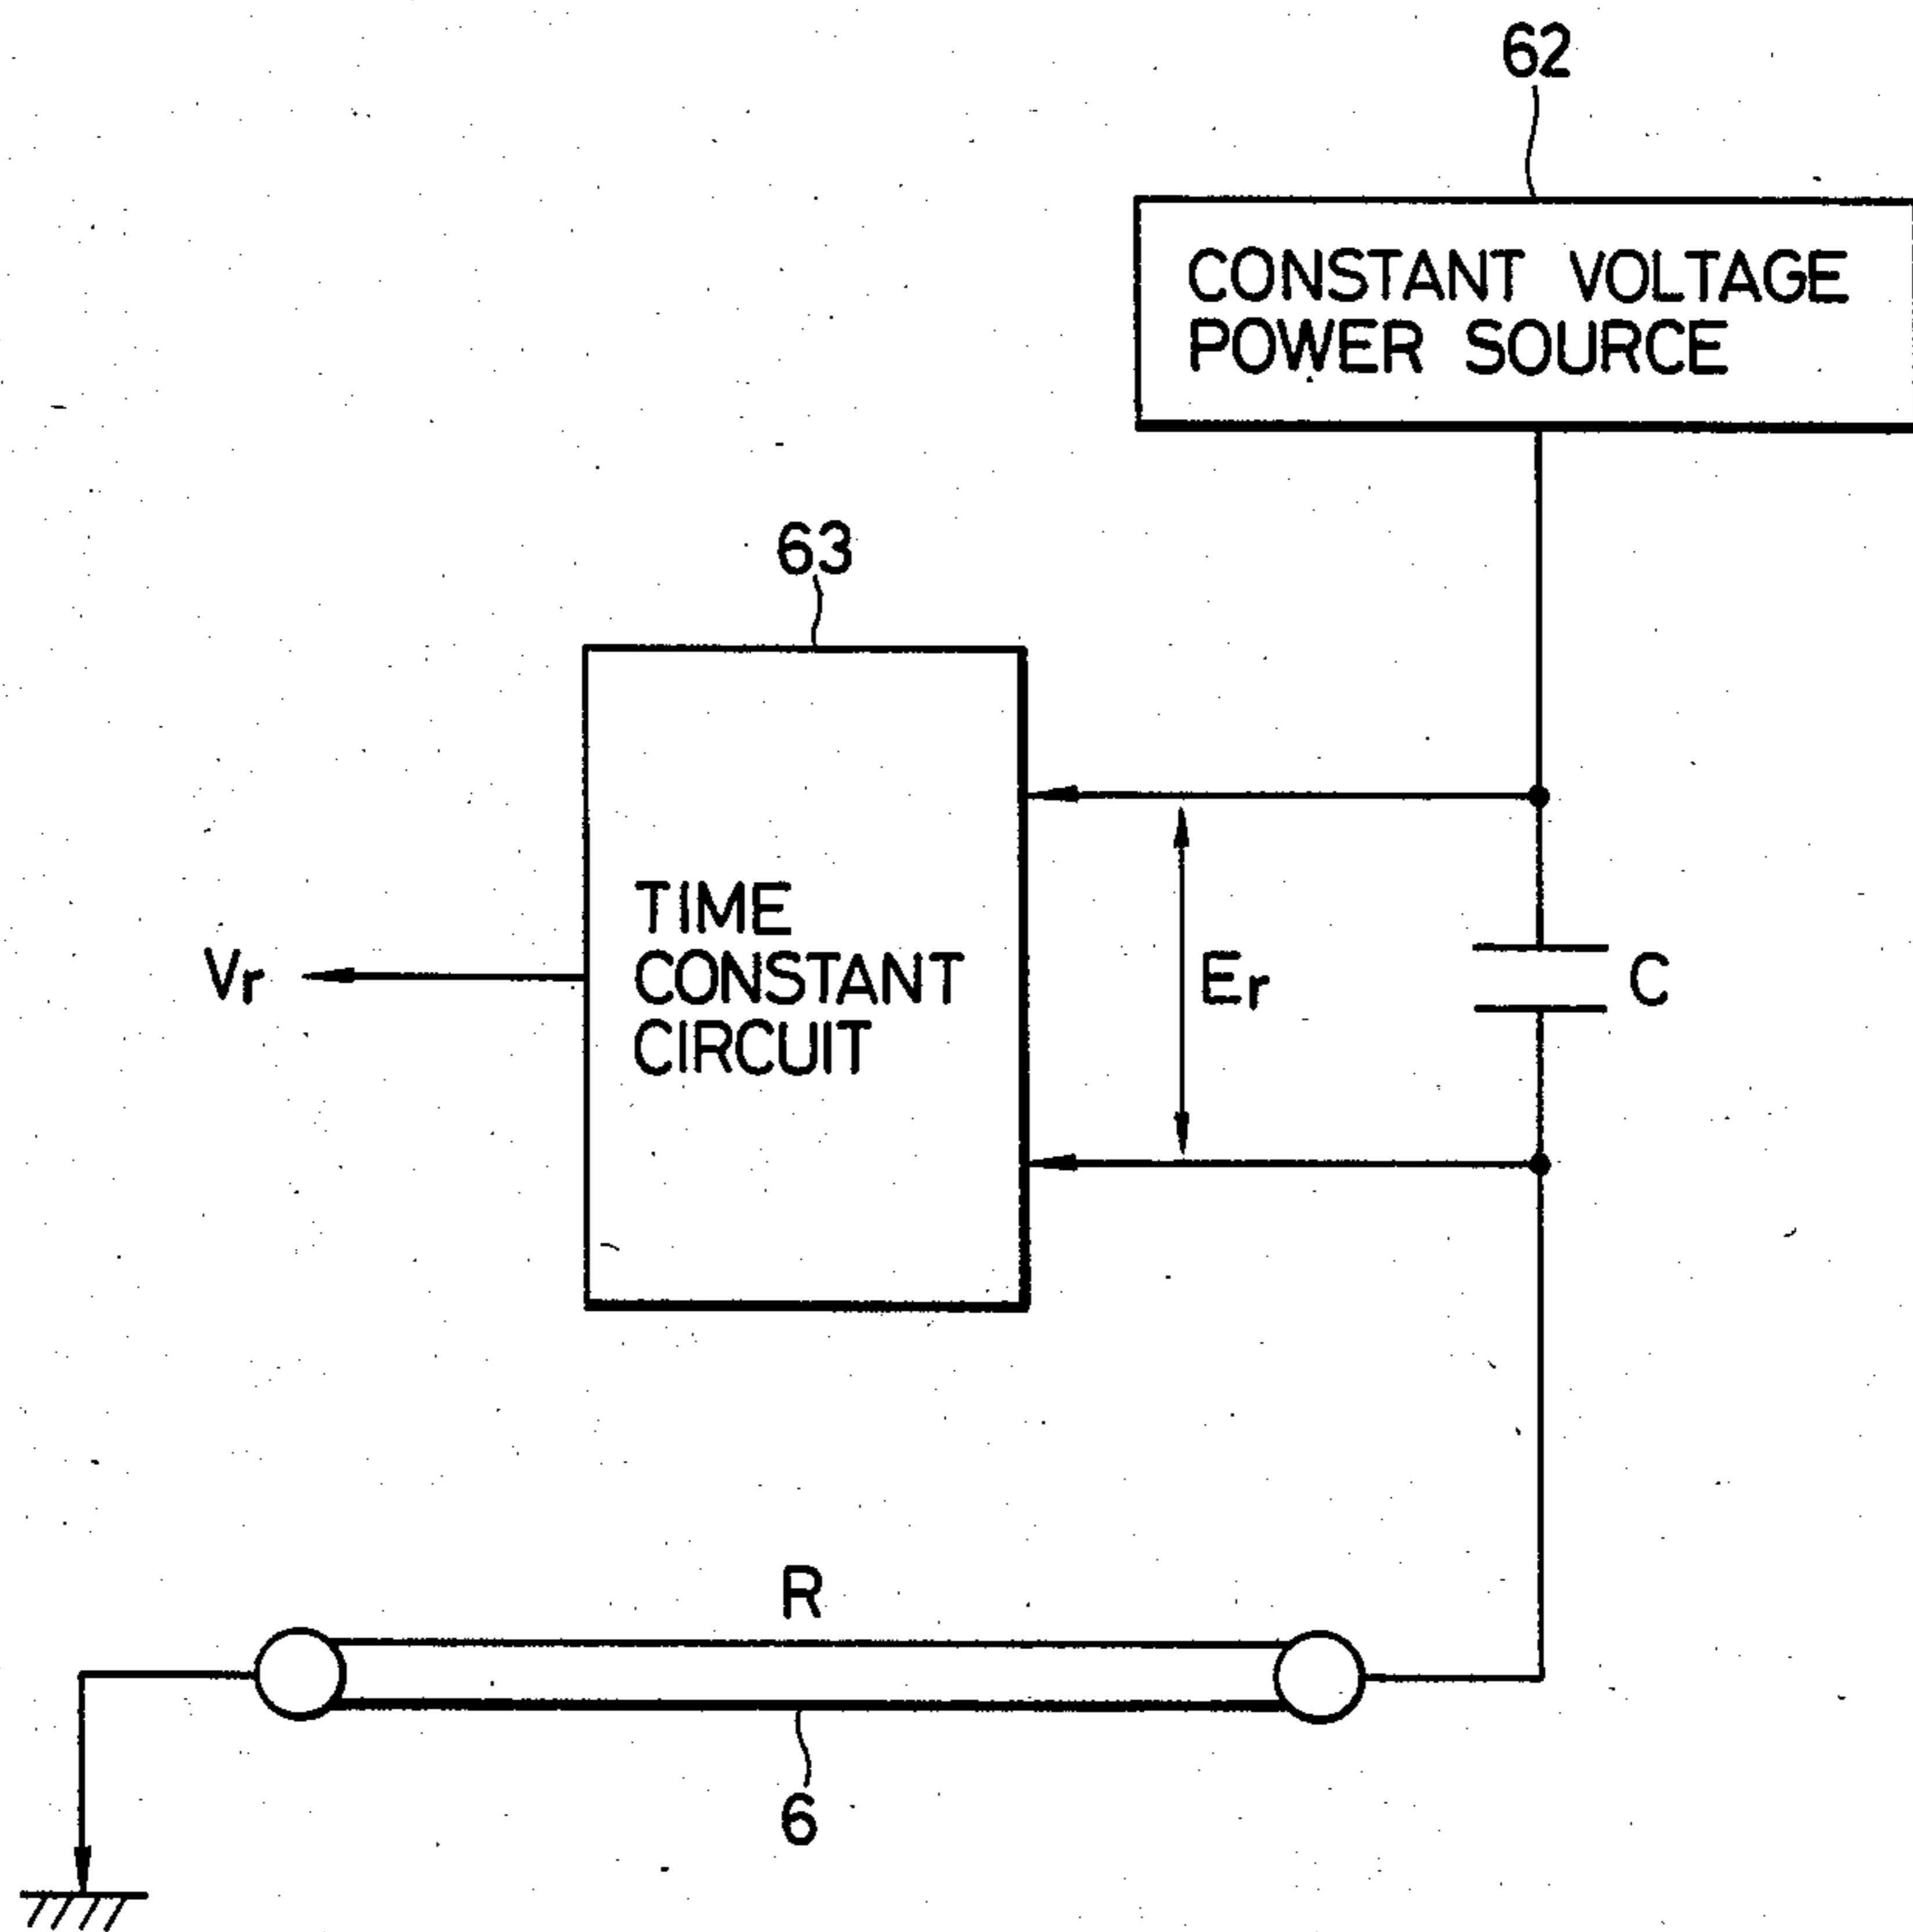 62
CONSTANT VOLTAGE
POWER SOURCE
63
TIME
CONSTANT
CIRCUIT
Vr
Er
C
R
6